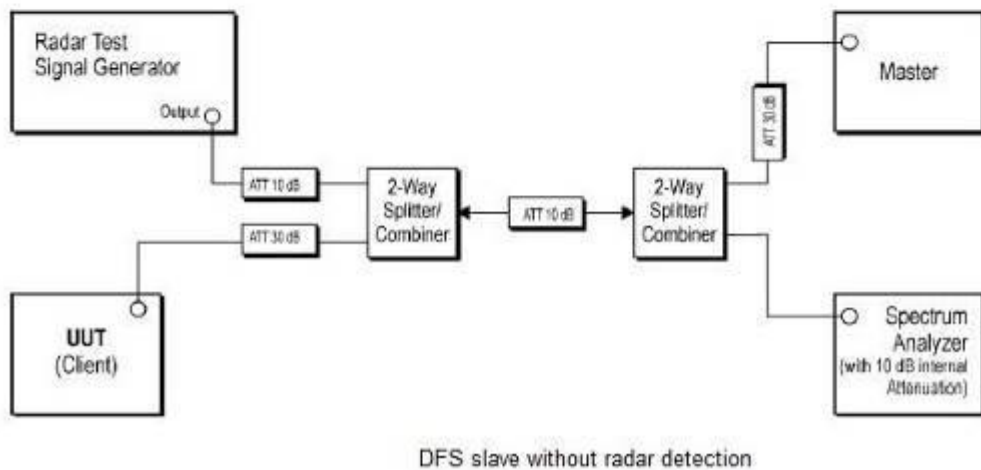 Radar Test
Signal Generator
Output
ATT 10 dB
ATT 30 dB
UUT
(Client)
2-Way
Splitter/
Combiner
ATT 10 dB
2-Way
Splitter/
Combiner
ATT 30 dB
Master
Spectrum
Analyzer
(with 10 dB internal
Attenuation)
DFS slave without radar detection